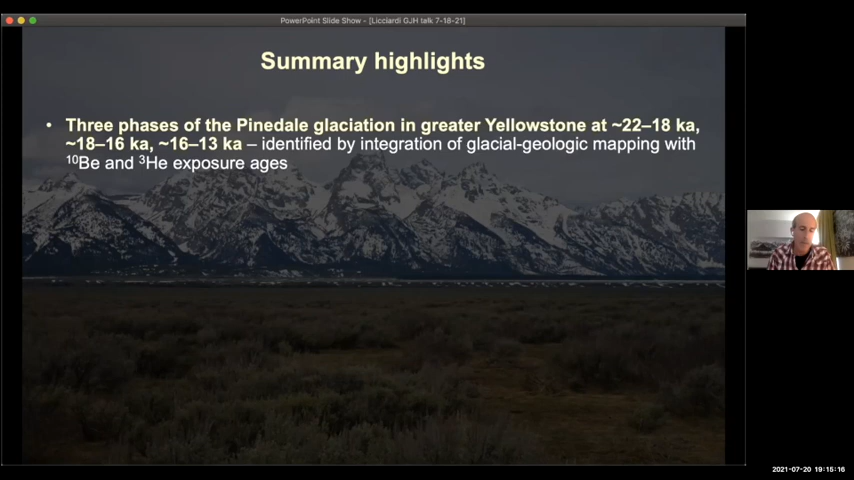 PowerPoint Slide Show - [Licciardi GJH talk 7-18-21]
Summary highlights
• Three phases of the Pinedale glaciation in greater Yellowstone at ~22–18 ka,
~18–16 ka, ~16–13 ka – identified by integration of glacial-geologic mapping with
¹⁰Be and ³He exposure ages
2021-07-20 19:15:16